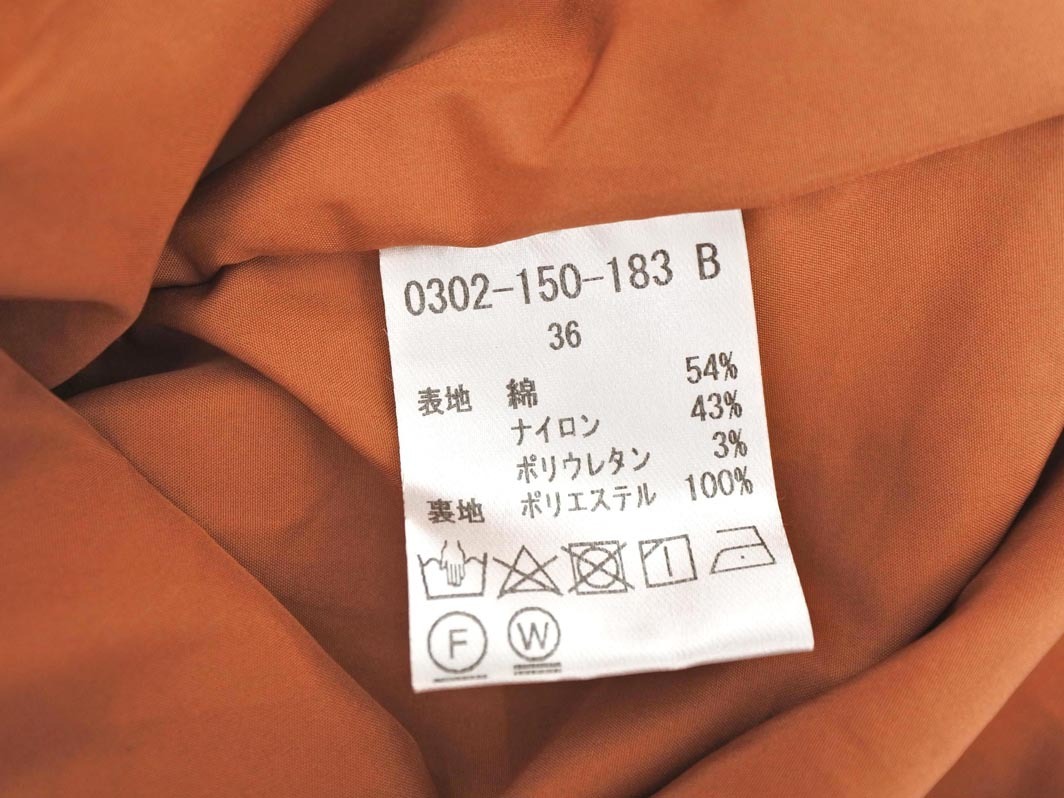 0302-150-183 B
36
表地 綿 54%
ナイロン 43%
ポリウレタン 3%
裏地 ポリエステル 100%
F W